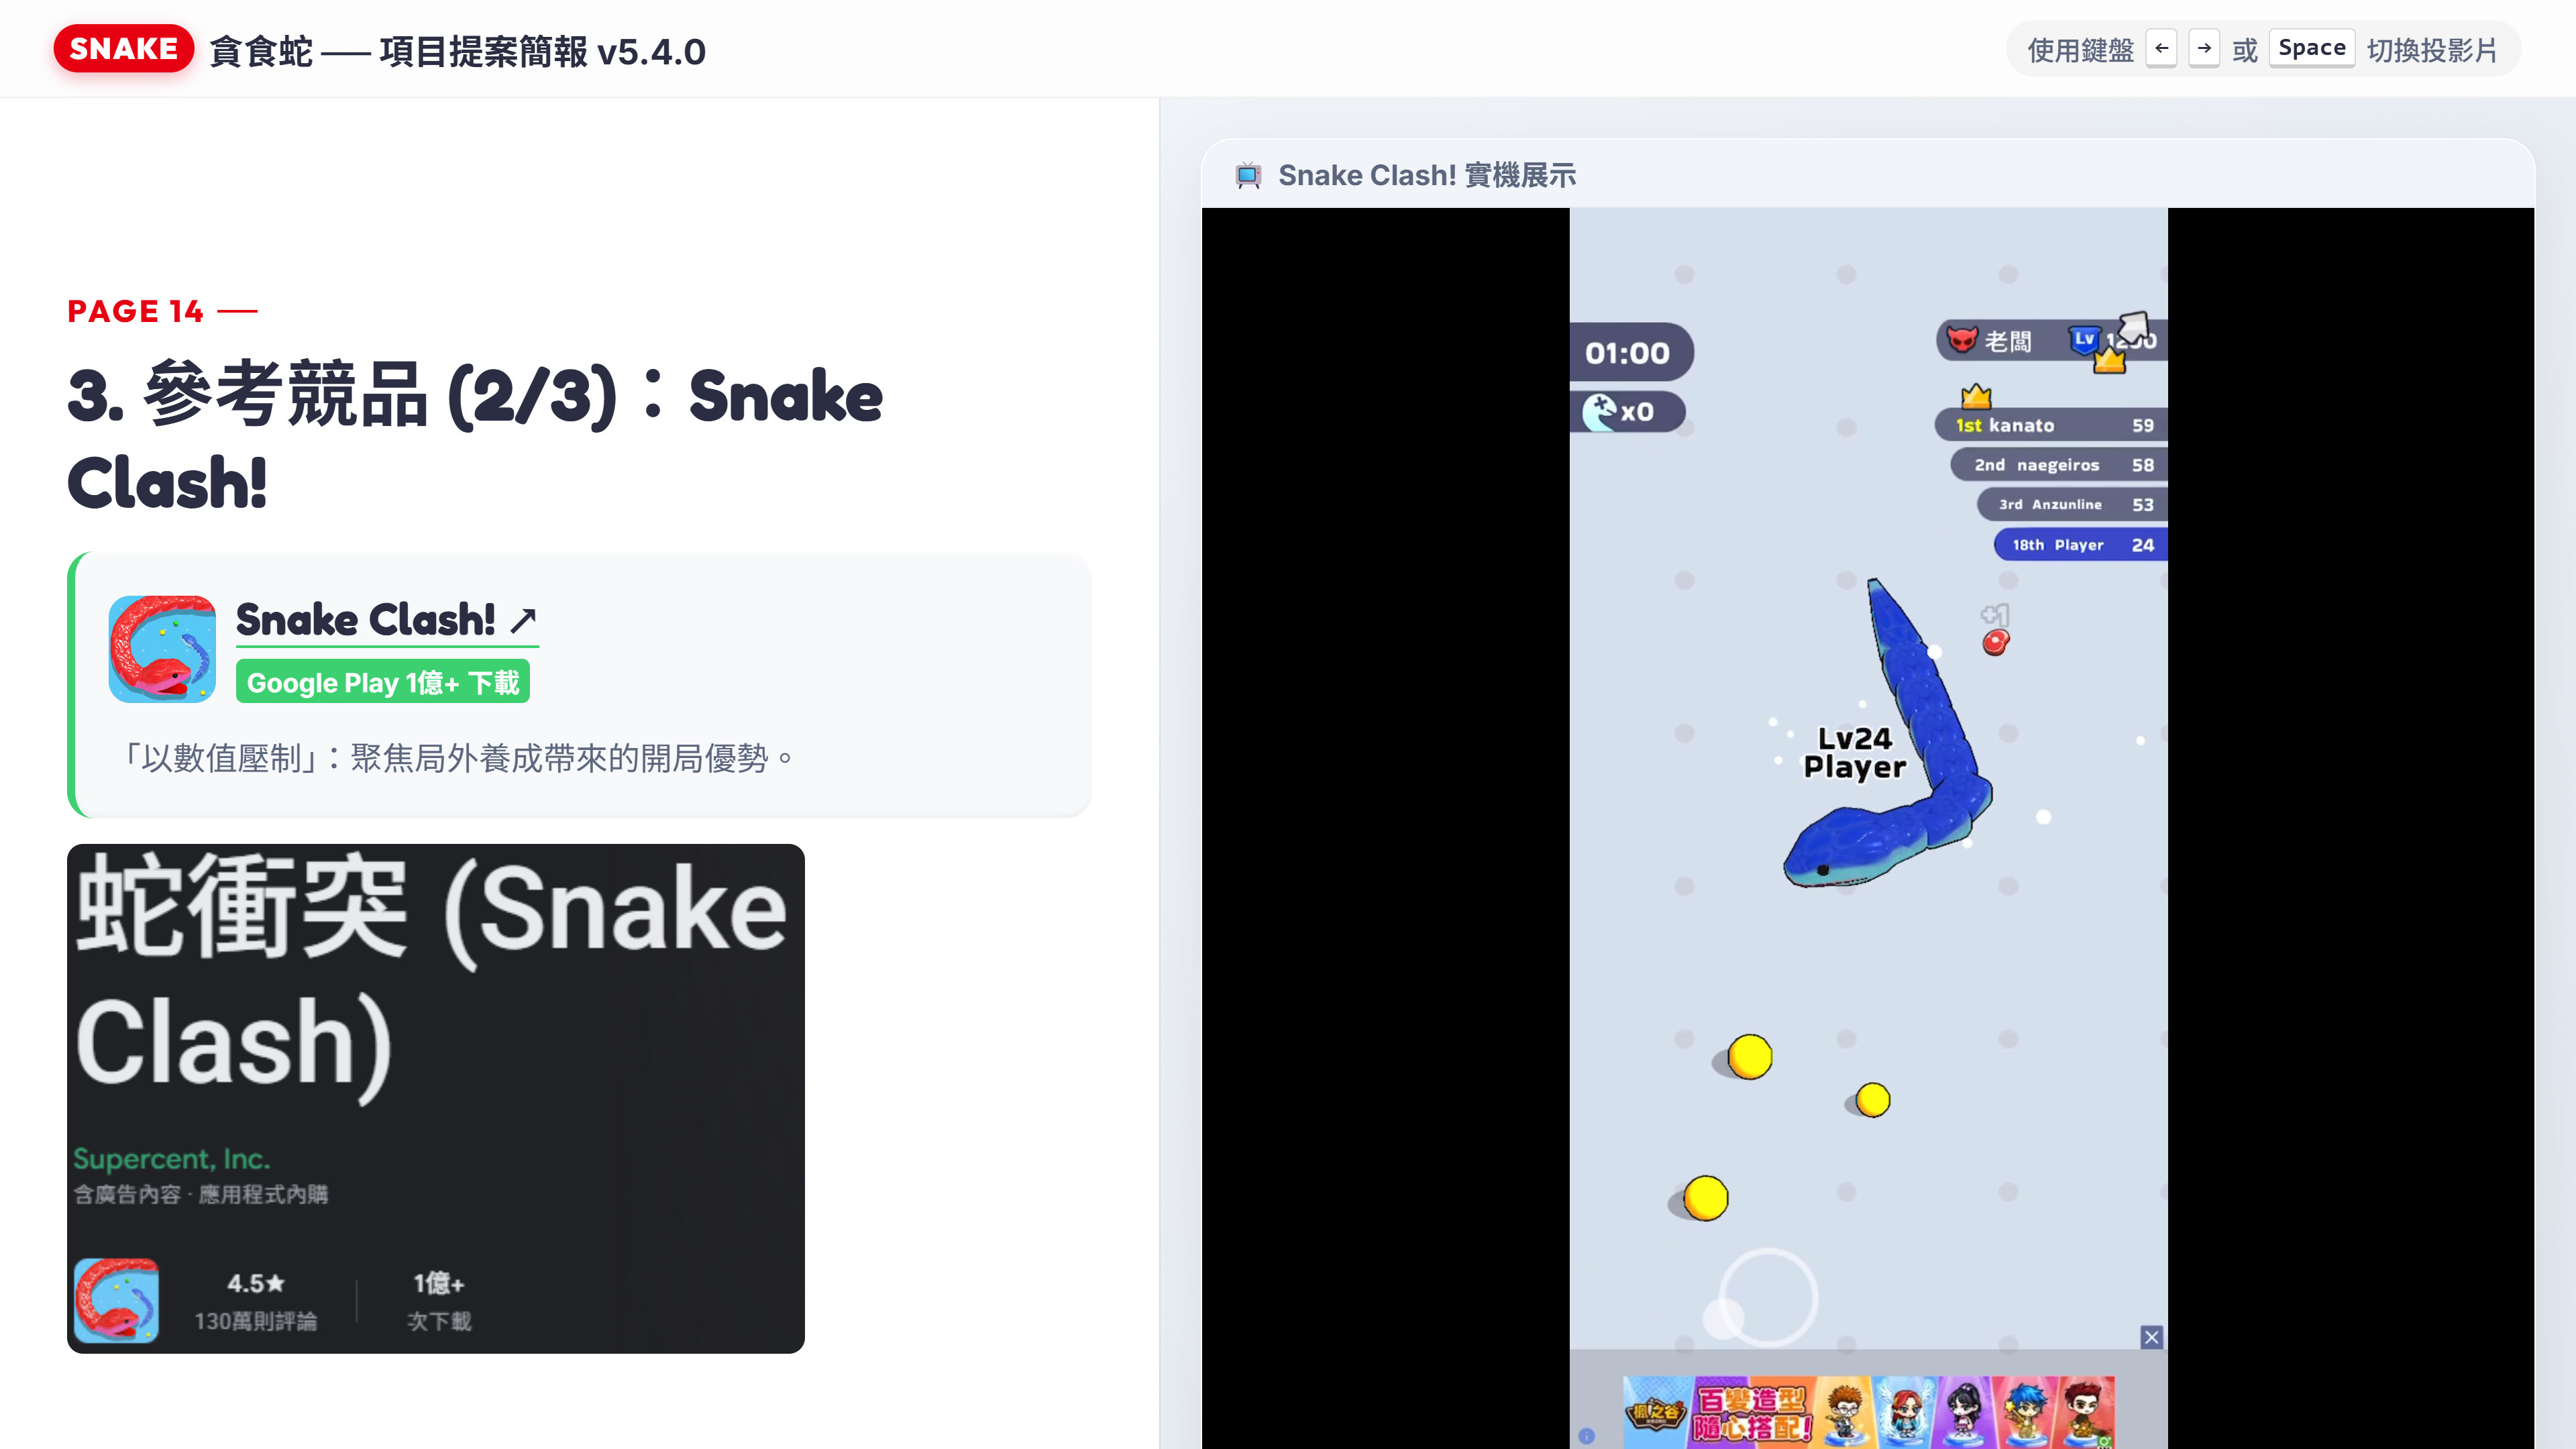 SNAKE 貪食蛇 —— 項目提案簡報 v5.4.0
使用鍵盤 ← → 或 Space 切換投影片
PAGE 14
3. 參考競品 (2/3)：Snake
Clash!
Snake Clash! ↗
Google Play 1億+ 下載
「以數值壓制」：聚焦局外養成帶來的開局優勢。
蛇衝突 (Snake
Clash)
Supercent, Inc.
含廣告內容 · 應用程式內購
4.5★
130萬則評論
1億+
次下載
Snake Clash! 實機展示
01:00
x0
老闆 Lv
1st kanato 59
2nd naegeiros 58
3rd Anzunline 53
18th Player 24
+1
Lv24
Player
百變造型
隨心搭配!